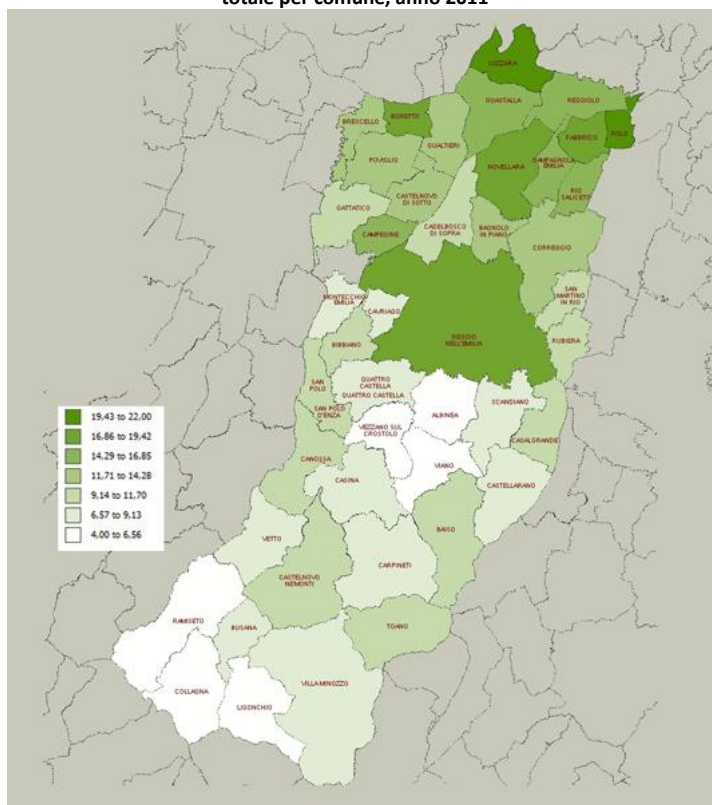 totale per comune, anno 2011
LUZZARA
GUASTALLA
REGGIOLO
BRESCELLO
BORETTO
GUALTIERI
FABBRICO
ROLO
POVIGLIO
NOVELLARA
CAMPAGNOLA
EMILIA
RIO
SALICETO
GATTATICO
CASTELNOVO
DI SOTTO
CADELBOSCO
DI SOPRA
BAGNOLO
IN PIANO
CAMPEGINE
CORREGGIO
MONTECCHIO
EMILIA
CAVRIAGO
SAN
MARTINO
IN RIO
BIBBIANO
REGGIO
NELL'EMILIA
RUBIERA
SAN
POLO
QUATTRO
CASTELLA
QUATTRO CASTELLA
SAN POLO
D'ENZA
ALBINEA
SCANDIANO
VEZZANO SUL
CROSTOLO
CASALGRANDE
CANOSSA
VIANO
CASINA
CASTELLARANO
BAISO
VETTO
CARPINETI
CASTELNOVO
NE'MONTI
RAMISETO
BUSANA
TOANO
COLLAGNA
LIGONCHIO
VILLA MINOZZO
19,43 to 22,00
16,86 to 19,42
14,29 to 16,85
11,71 to 14,28
9,14 to 11,70
6,57 to 9,13
4,00 to 6,56